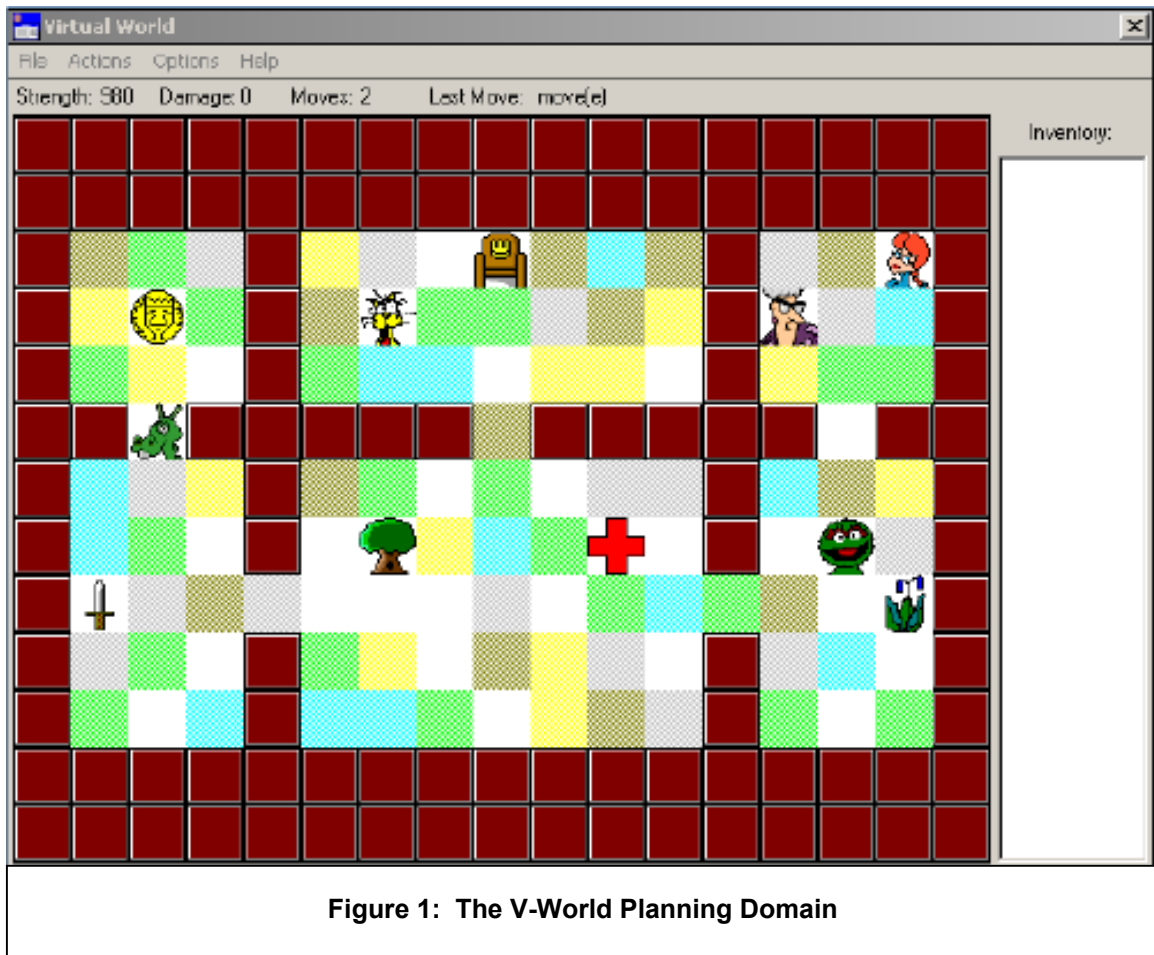 Virtual World
File Actions Options Help
Strength: 980 Damage: 0 Moves: 2 Last Move: move(e)
Inventory:
Figure 1: The V-World Planning Domain